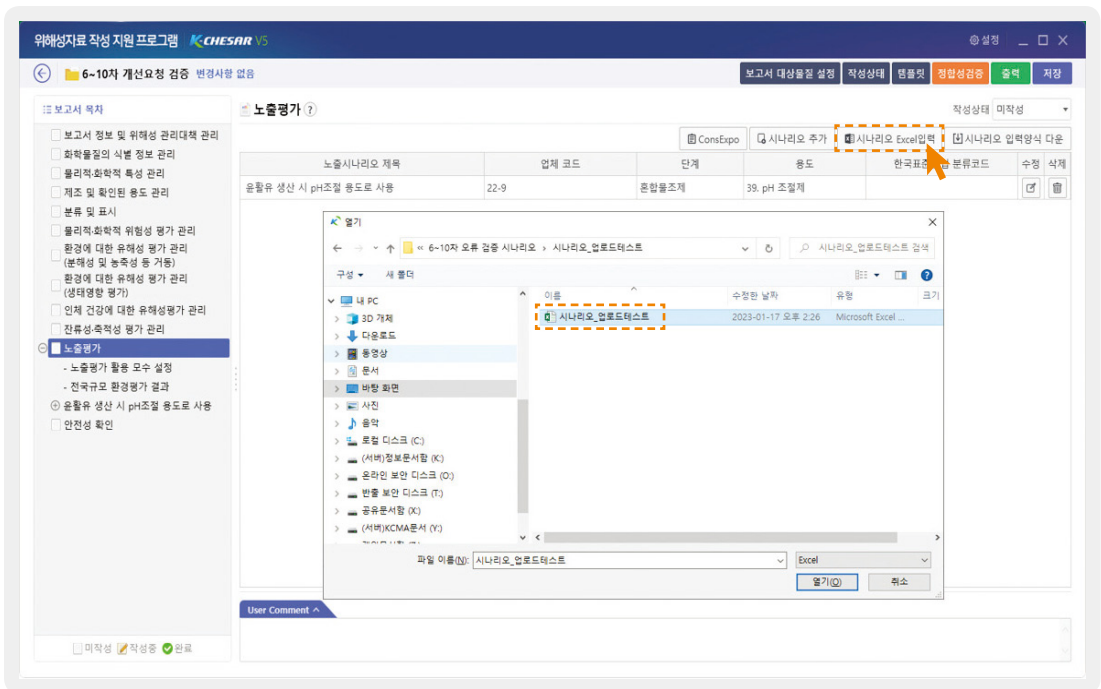 위해성자료 작성 지원 프로그램 K-CHESAR V5 설정
6~10차 개선요청 검증 변경사항 없음 보고서 대상물질 설정 작성상태 템플릿 정합성검증 출력 저장
보고서 목차
보고서 정보 및 위해성 관리대책 관리
화학물질의 식별 정보 관리
물리적·화학적 특성 관리
제조 및 확인된 용도 관리
분류 및 표시
물리적·화학적 위험성 평가 관리
환경에 대한 유해성 평가 관리
(분해성 및 농축성 등 거동)
환경에 대한 유해성 평가 관리
(생태영향 평가)
인체 건강에 대한 유해성평가 관리
잔류성·축적성 평가 관리
노출평가
- 노출평가 활용 모수 설정
- 전국규모 환경평가 결과
윤활유 생산 시 pH조절 용도로 사용
안전성 확인
미작성 작성중 완료
노출평가 ?
작성상태 미작성
ConsExpo 시나리오 추가 시나리오 Excel입력 시나리오 입력양식 다운
노출시나리오 제목 업체 코드 단계 용도 한국표준 분류코드 수정 삭제
윤활유 생산 시 pH조절 용도로 사용 22-9 혼합물조제 39. pH 조절제
열기
« 6~10차 오류 검증 시나리오 › 시나리오_업로드테스트 시나리오_업로드테스트 검색
구성 새 폴더
이름 수정한 날짜 유형 크기
시나리오_업로드테스트 2023-01-17 오후 2:26 Microsoft Excel ...
내 PC
3D 개체
다운로드
동영상
문서
바탕 화면
사진
음악
로컬 디스크 (C:)
(서버)정보문서함 (K:)
온라인 보안 디스크 (O:)
반출 보안 디스크 (T:)
공유문서함 (X:)
(서버)KCMA문서 (Y:)
파일 이름(N): 시나리오_업로드테스트 Excel
열기(O) 취소
User Comment